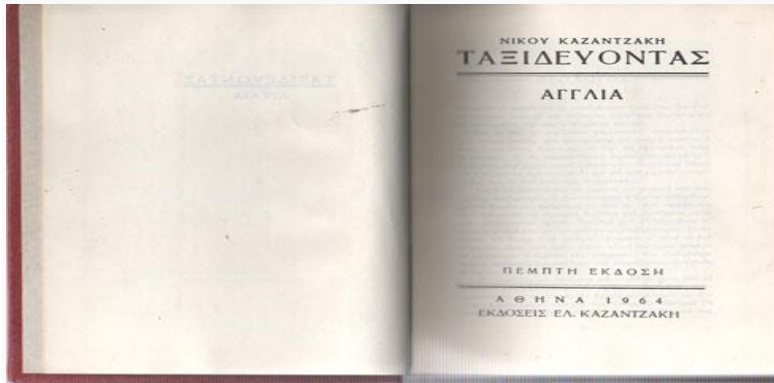 ΝΙΚΟΥ ΚΑΖΑΝΤΖΑΚΗ
ΤΑΞΙΔΕΥΟΝΤΑΣ
ΑΓΓΛΙΑ
ΠΕΜΠΤΗ ΕΚΔΟΣΗ
ΑΘΗΝΑ 1964
ΕΚΔΟΣΕΙΣ ΕΛ. ΚΑΖΑΝΤΖΑΚΗ